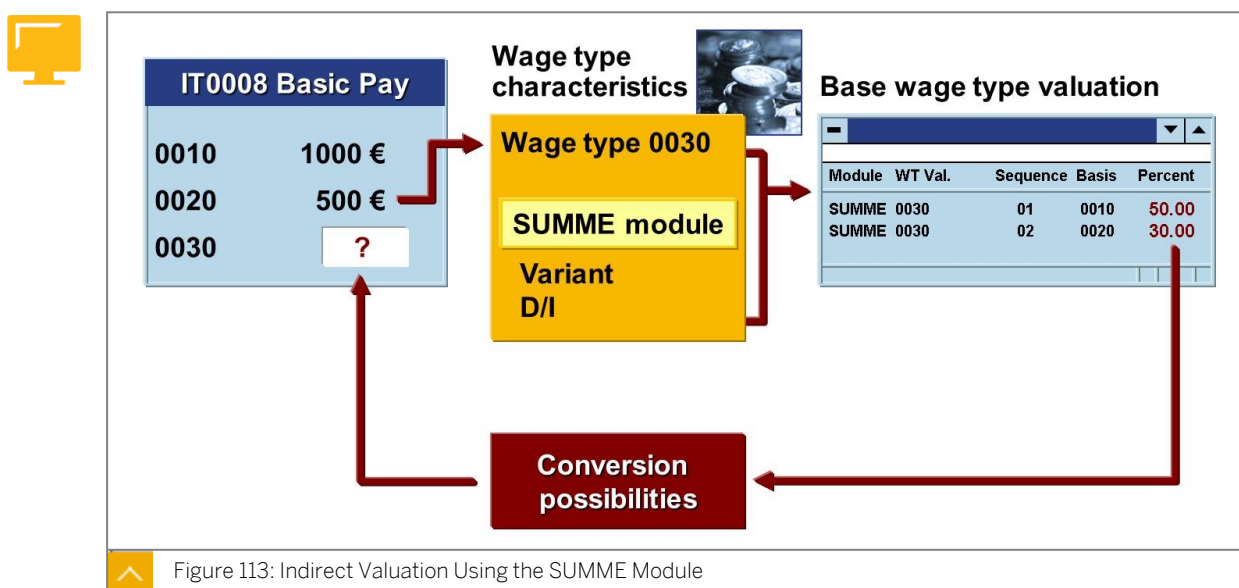 IT0008 Basic Pay
0010 1000 €
0020 500 €
0030 ?
Wage type
characteristics
Wage type 0030
SUMME module
Variant
D/I
Base wage type valuation
Module WT Val. Sequence Basis Percent
SUMME 0030 01 0010 50.00
SUMME 0030 02 0020 30.00
Conversion
possibilities
Figure 113: Indirect Valuation Using the SUMME Module